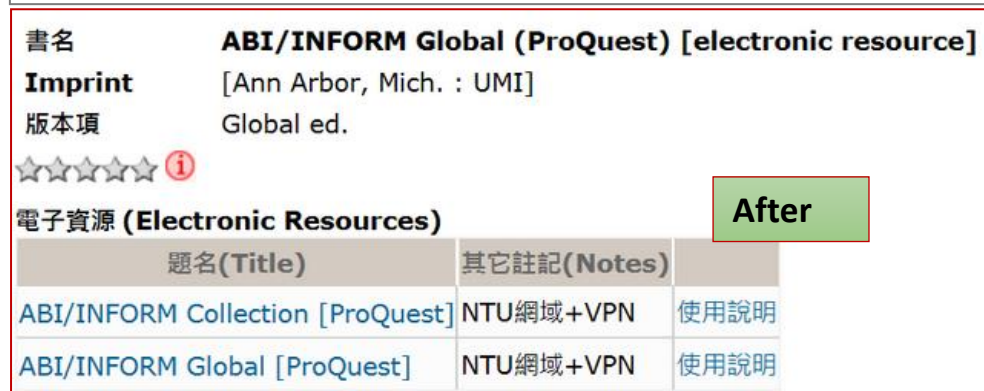 書名 ABI/INFORM Global (ProQuest) [electronic resource]
Imprint [Ann Arbor, Mich. : UMI]
版本項 Global ed.
i
After
電子資源 (Electronic Resources)
題名(Title) 其它註記(Notes)
ABI/INFORM Collection [ProQuest] NTU網域+VPN 使用說明
ABI/INFORM Global [ProQuest] NTU網域+VPN 使用說明